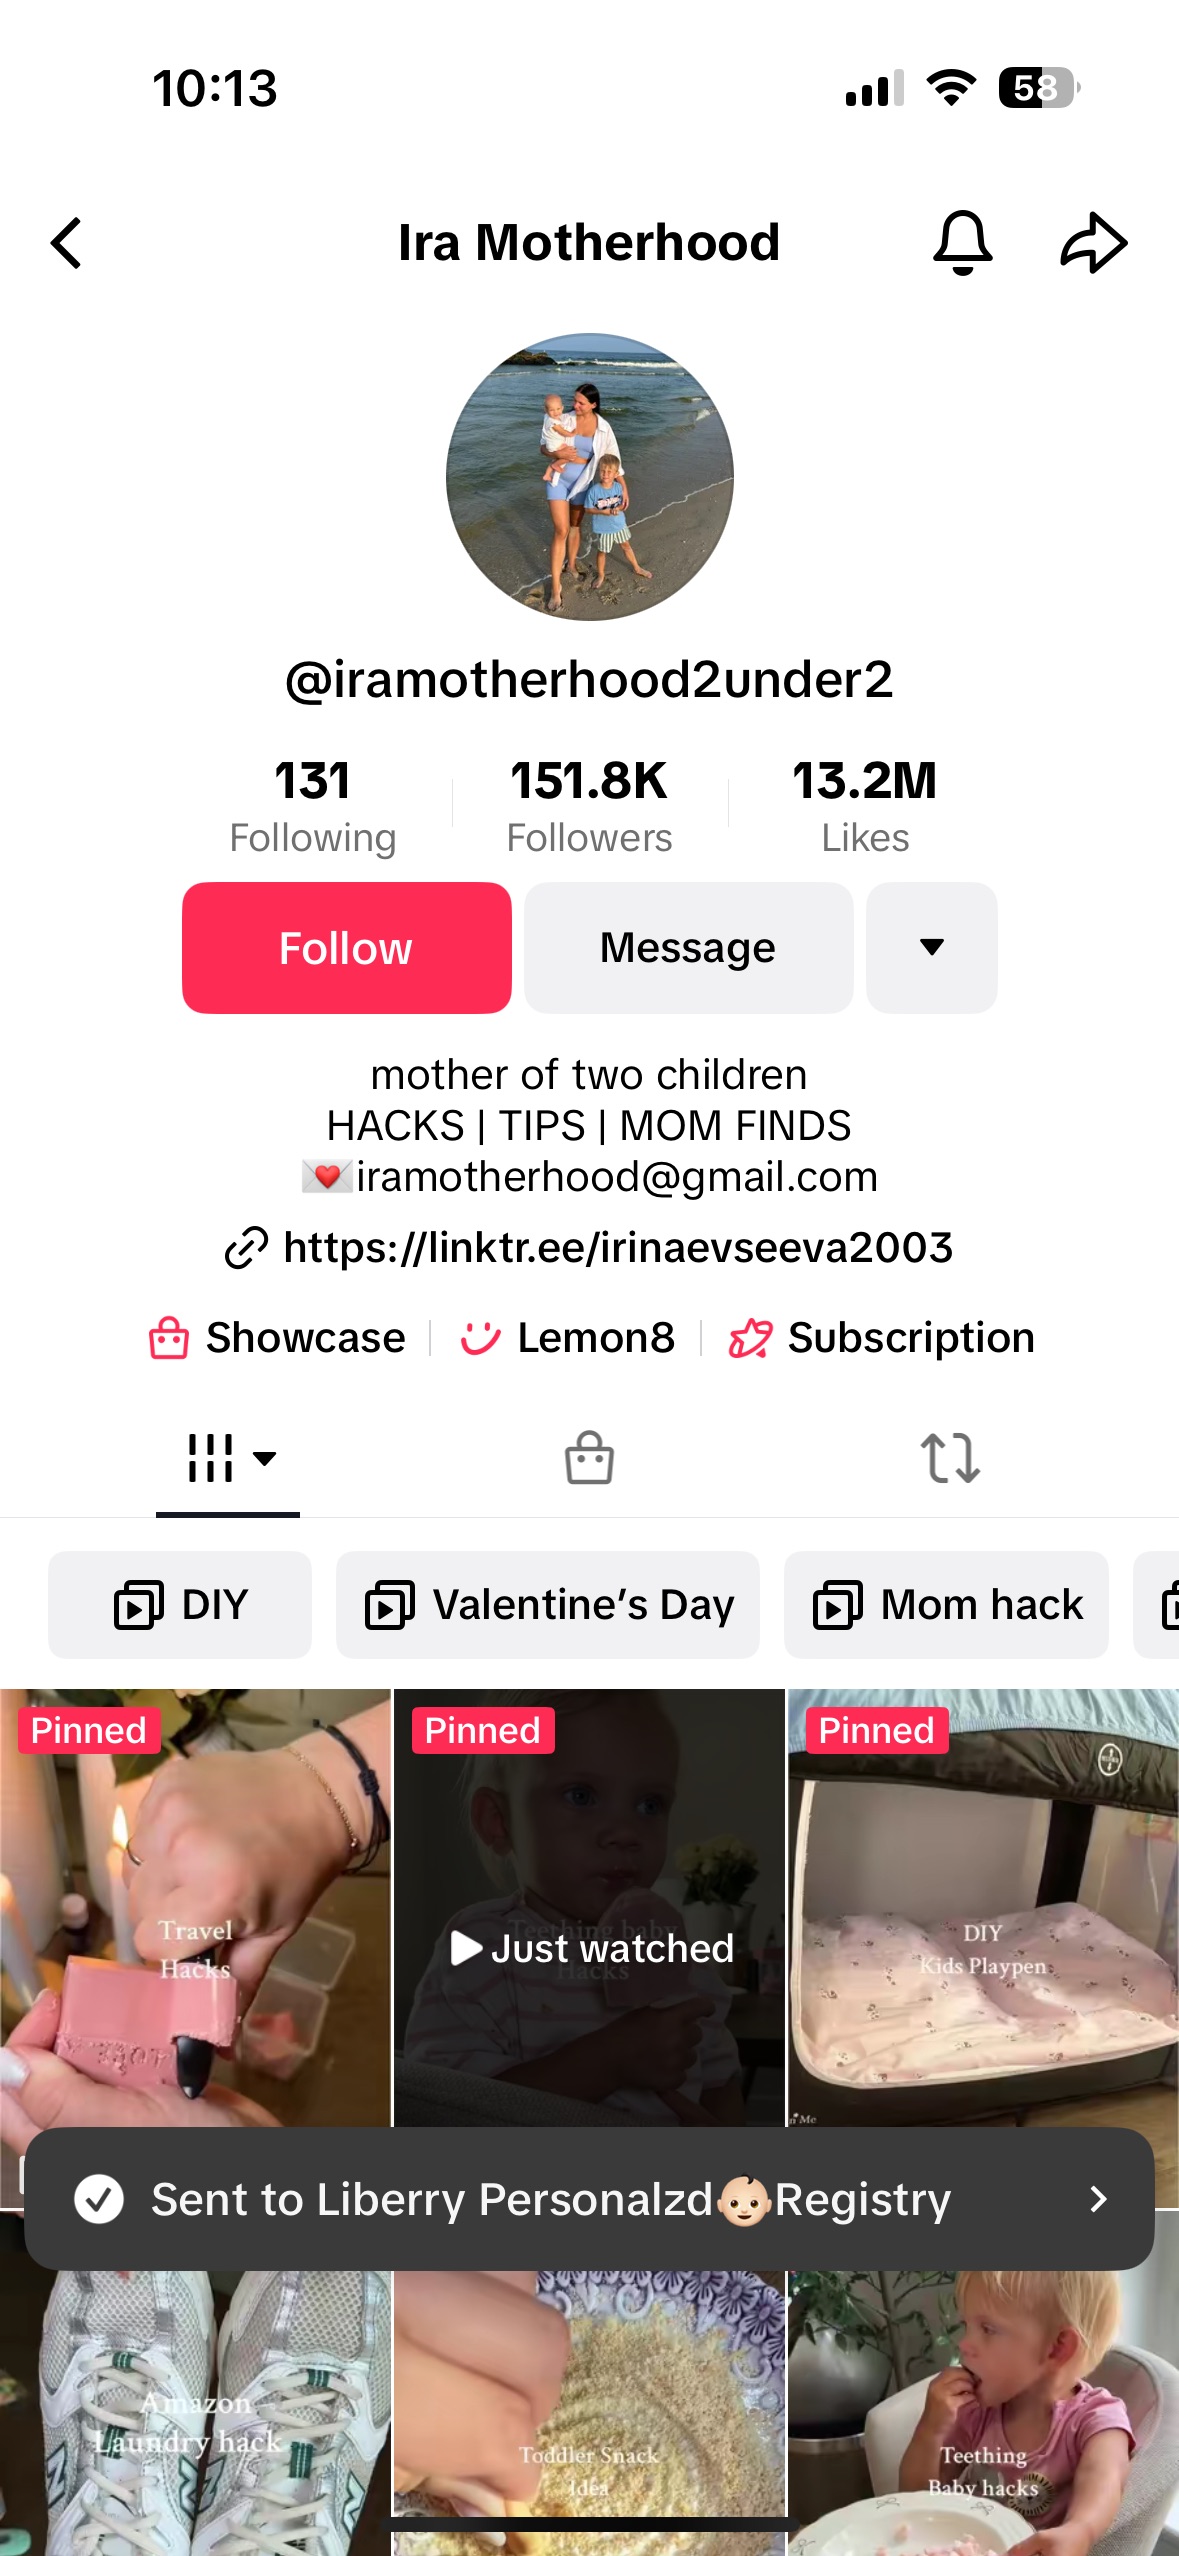 10:13
58
Ira Motherhood
@iramotherhood2under2
131
Following
151.8K
Followers
13.2M
Likes
Follow
Message
mother of two children
HACKS | TIPS | MOM FINDS
💌iramotherhood@gmail.com
https://linktr.ee/irinaevseeva2003
Showcase
Lemon8
Subscription
DIY
Valentine’s Day
Mom hack
Pinned
Travel
Hacks
Pinned
Teething baby
Hacks
Just watched
Pinned
DIY
Kids Playpen
Sent to Liberry Personalzd👶🏻Registry
Amazon
Laundry hack
Toddler Snack
Idea
Teething
Baby hacks